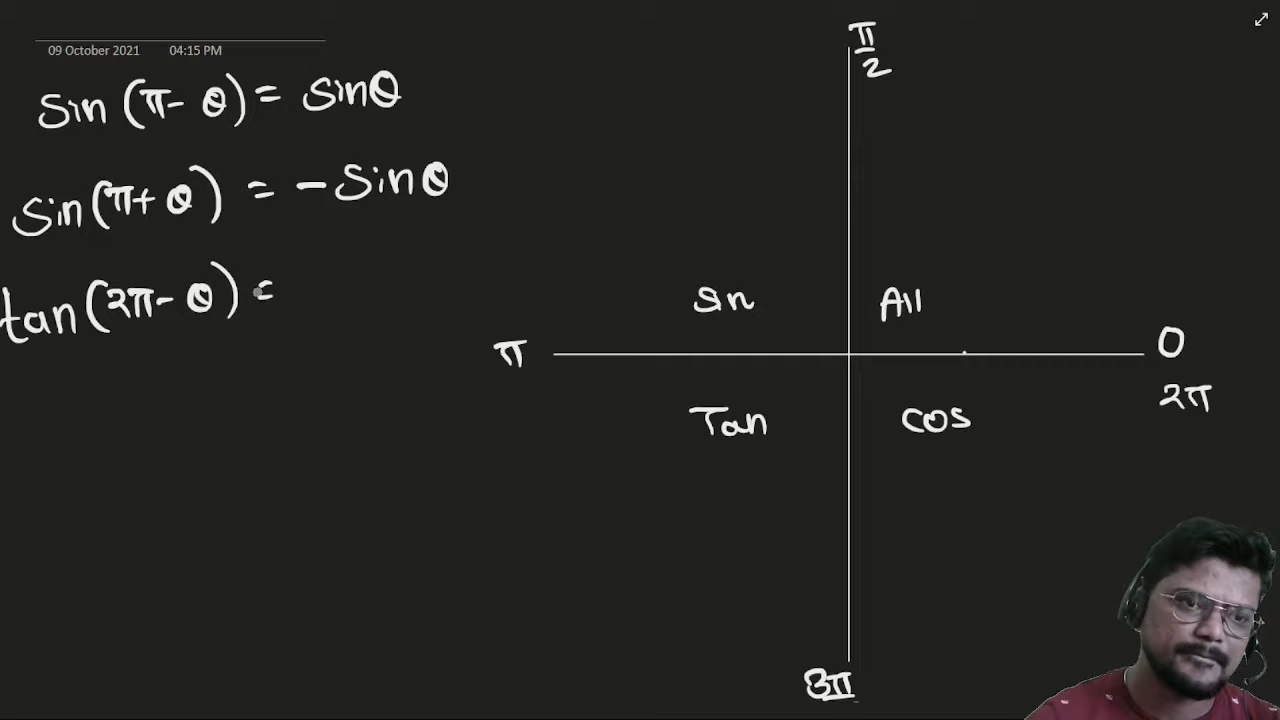 09 October 2021 04:15 PM
sin (π - θ) = sinθ
sin (π + θ) = - sinθ
tan (2π - θ) =
π
2
sin All
π 0
2π
Tan cos
3π